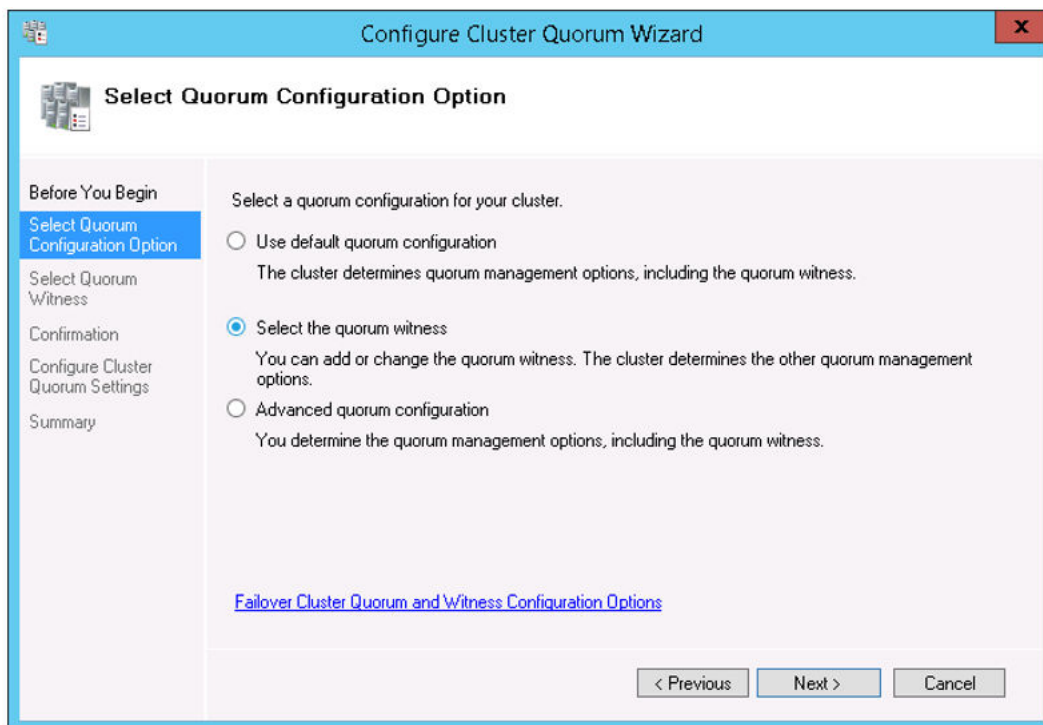 Configure Cluster Quorum Wizard
x
Select Quorum Configuration Option
Before You Begin
Select Quorum
Configuration Option
Select Quorum
Witness
Confirmation
Configure Cluster
Quorum Settings
Summary
Select a quorum configuration for your cluster.
Use default quorum configuration
The cluster determines quorum management options, including the quorum witness.
Select the quorum witness
You can add or change the quorum witness. The cluster determines the other quorum management
options.
Advanced quorum configuration
You determine the quorum management options, including the quorum witness.
Failover Cluster Quorum and Witness Configuration Options
< Previous
Next >
Cancel